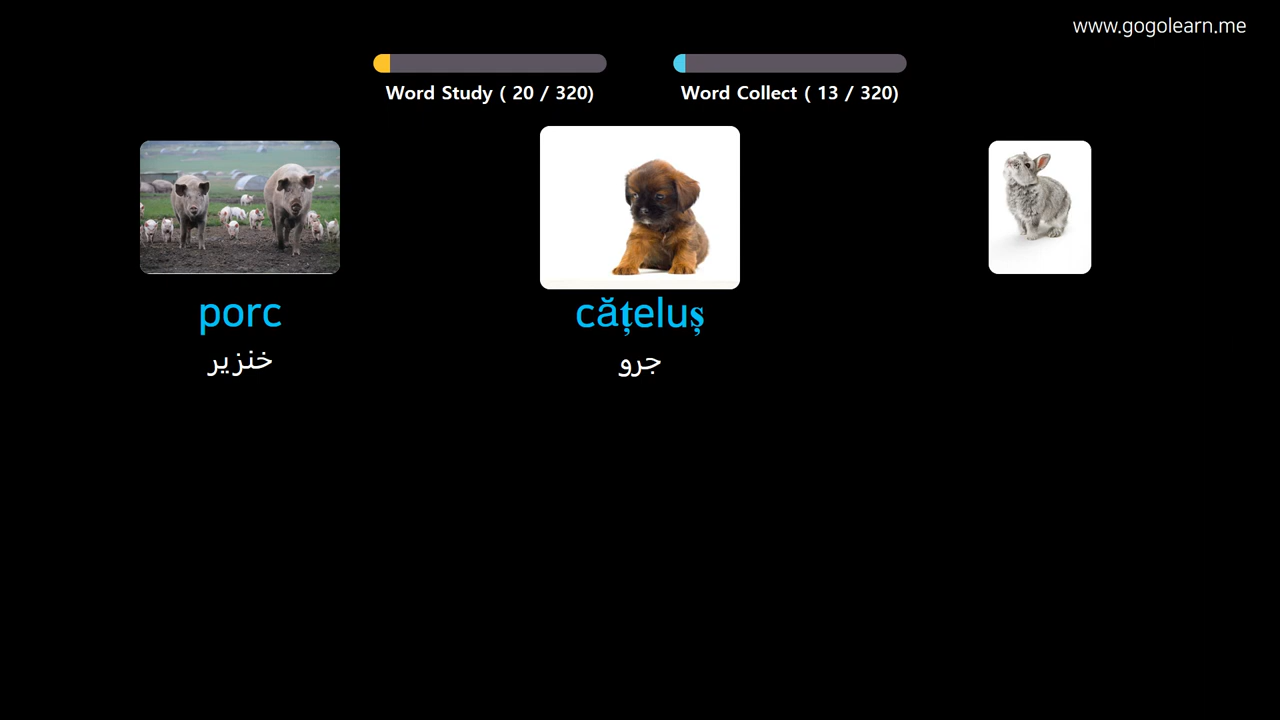 www.gogolearn.me
Word Study ( 20 / 320)
Word Collect ( 13 / 320)
porc
cățeluș
خنزير
جرو